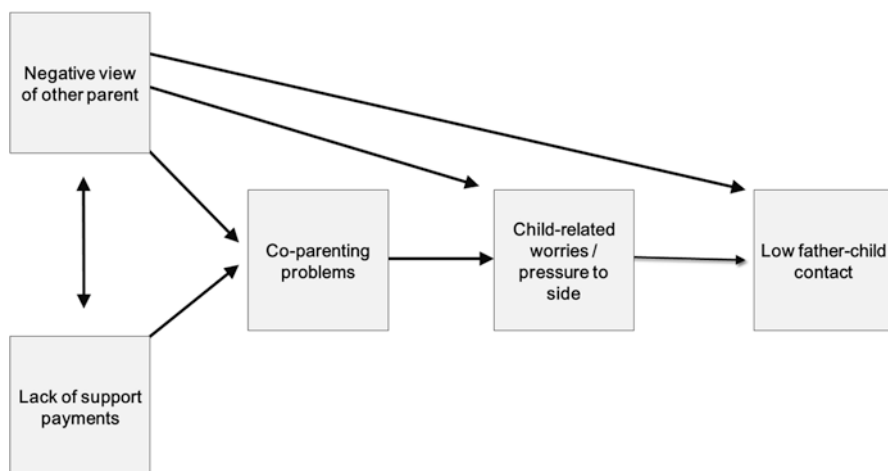 Negative view
of other parent
Co-parenting
problems
Child-related
worries /
pressure to
side
Low father-child
contact
Lack of support
payments